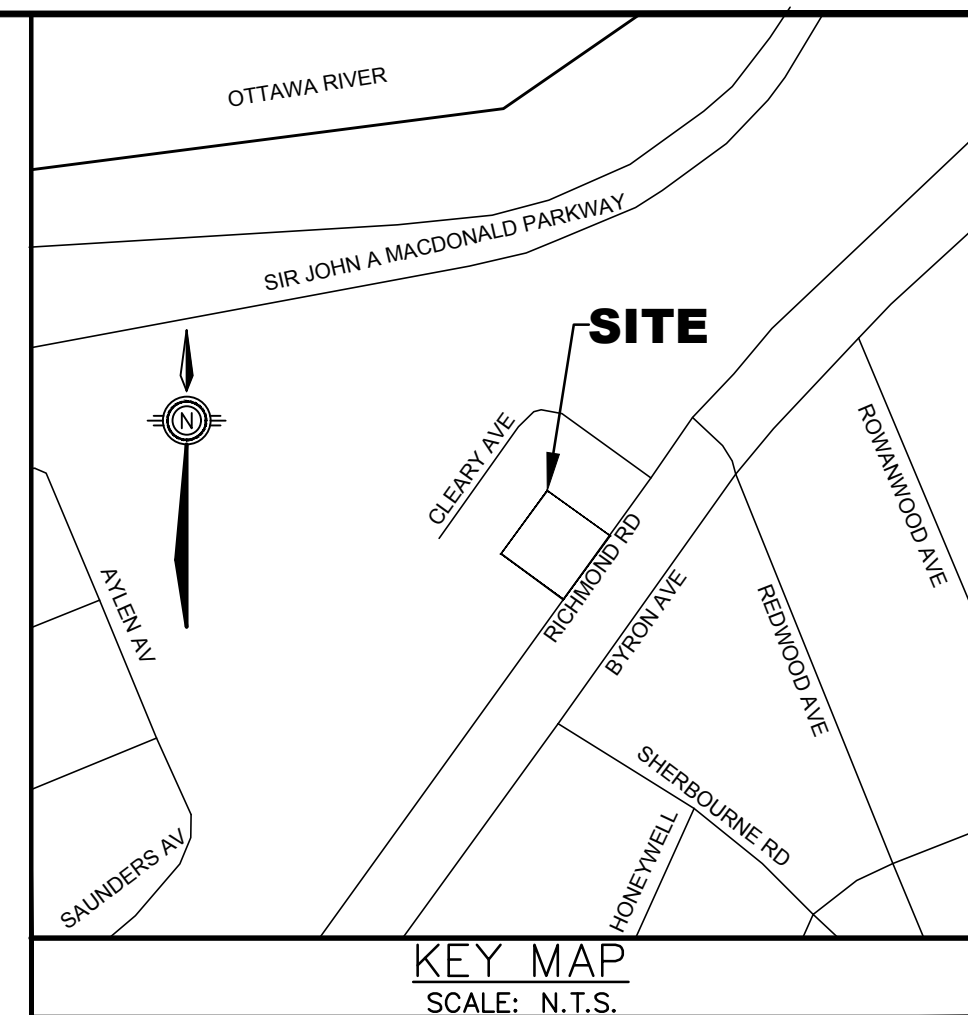 OTTAWA RIVER
SIR JOHN A MACDONALD PARKWAY
SITE
N
CLEARY AVE
ROWANWOOD AVE
RICHMOND RD
AYLEN AV
BYRON AVE
REDWOOD AVE
SHERBOURNE RD
HONEYWELL
SAUNDERS AV
KEY MAP
SCALE: N.T.S.